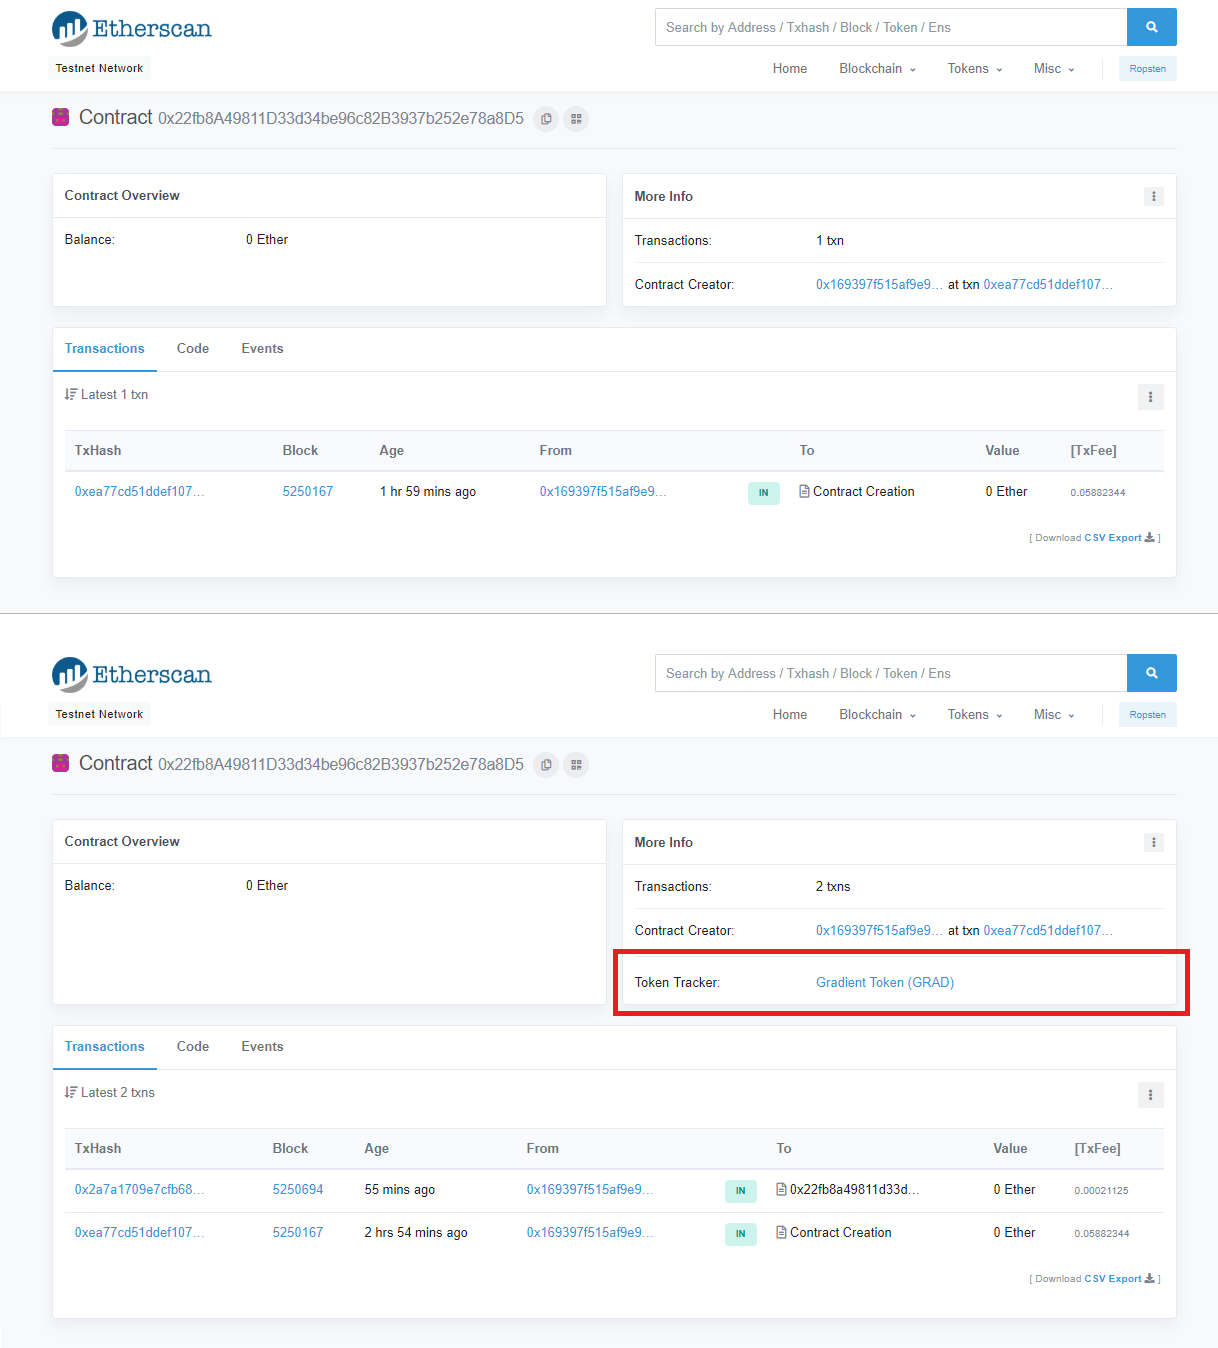 Etherscan
Search by Address / Txhash / Block / Token / Ens
Testnet Network
Home Blockchain Tokens Misc Ropsten
Contract 0x22fb8A49811D33d34be96c82B3937b252e78a8D5
Contract Overview
Balance: 0 Ether
More Info
Transactions: 1 txn
Contract Creator: 0x169397f515af9e9... at txn 0xea77cd51ddef107...
Transactions Code Events
Latest 1 txn
TxHash Block Age From To Value [TxFee]
0xea77cd51ddef107... 5250167 1 hr 59 mins ago 0x169397f515af9e9... IN Contract Creation 0 Ether 0.05882344
[ Download CSV Export ]
Etherscan
Search by Address / Txhash / Block / Token / Ens
Testnet Network
Home Blockchain Tokens Misc Ropsten
Contract 0x22fb8A49811D33d34be96c82B3937b252e78a8D5
Contract Overview
Balance: 0 Ether
More Info
Transactions: 2 txns
Contract Creator: 0x169397f515af9e9... at txn 0xea77cd51ddef107...
Token Tracker: Gradient Token (GRAD)
Transactions Code Events
Latest 2 txns
TxHash Block Age From To Value [TxFee]
0x2a7a1709e7cfb68... 5250694 55 mins ago 0x169397f515af9e9... IN 0x22fb8a49811d33d... 0 Ether 0.00021125
0xea77cd51ddef107... 5250167 2 hrs 54 mins ago 0x169397f515af9e9... IN Contract Creation 0 Ether 0.05882344
[ Download CSV Export ]